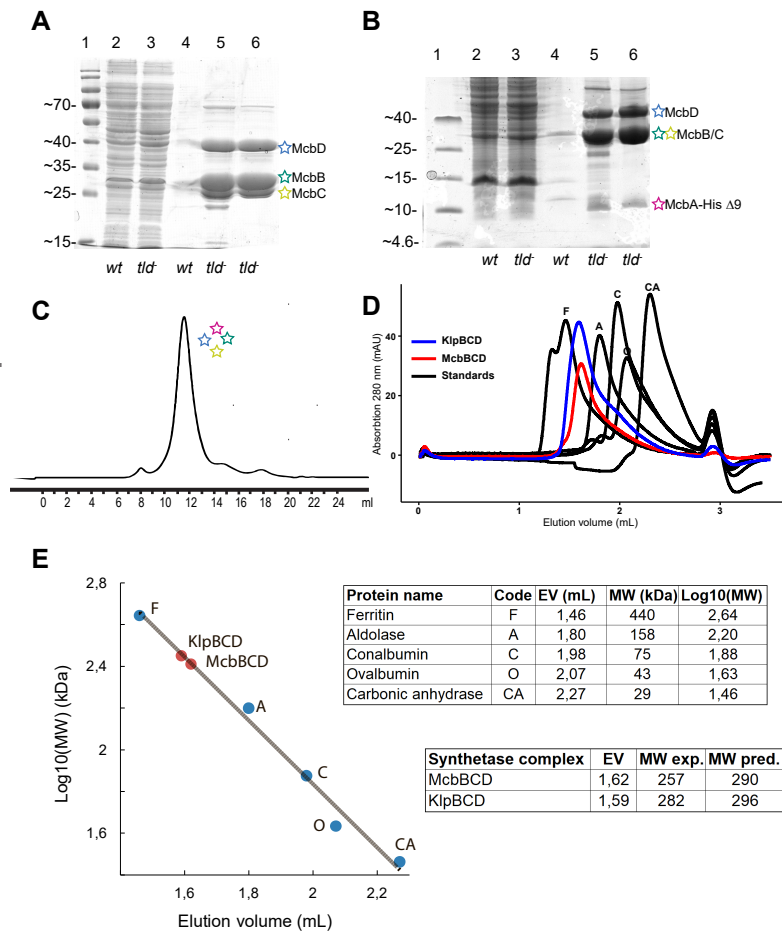 A
1 2 3 4 5 6
~70-
~40-
~35-
~25-
~15-
McbD
McbB
McbC
wt tld- wt tld- tld-
B
1 2 3 4 5 6
~40-
~25-
~15-
~10-
~4.6-
McbD
McbB/C
McbA-His Δ9
wt tld- wt tld- tld-
C
0 2 4 6 8 10 12 14 16 18 20 22 24 ml
D
KlpBCD
McbBCD
Standards
F A C O CA
Absorbtion 280 nm (mAU)
40
20
0
0 1 2 3
Elution volume (mL)
E
Log10(MW) (kDa)
2,8
2,4
2
1,6
F
KlpBCD
McbBCD
A
C
O
CA
1,6 1,8 2 2,2
Elution volume (mL)
Protein name Code EV (mL) MW (kDa) Log10(MW)
Ferritin F 1,46 440 2,64
Aldolase A 1,80 158 2,20
Conalbumin C 1,98 75 1,88
Ovalbumin O 2,07 43 1,63
Carbonic anhydrase CA 2,27 29 1,46
Synthetase complex EV MW exp. MW pred.
McbBCD 1,62 257 290
KlpBCD 1,59 282 296